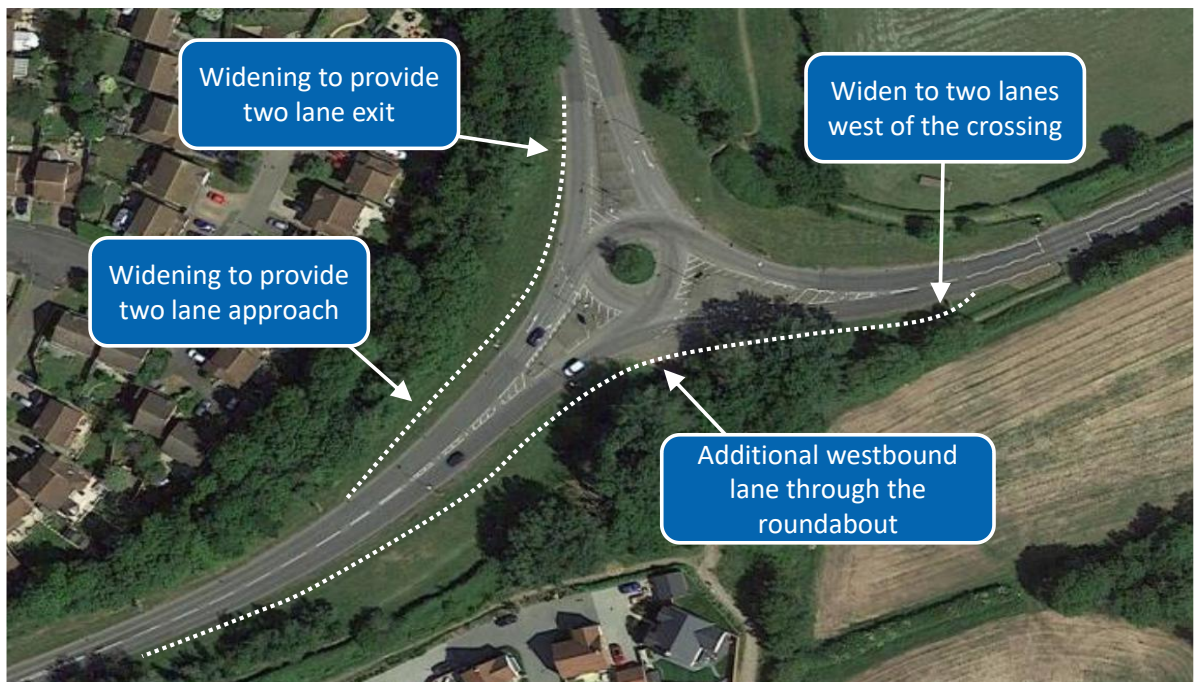 Widening to provide
two lane exit
Widen to two lanes
west of the crossing
Widening to provide
two lane approach
Additional westbound
lane through the
roundabout